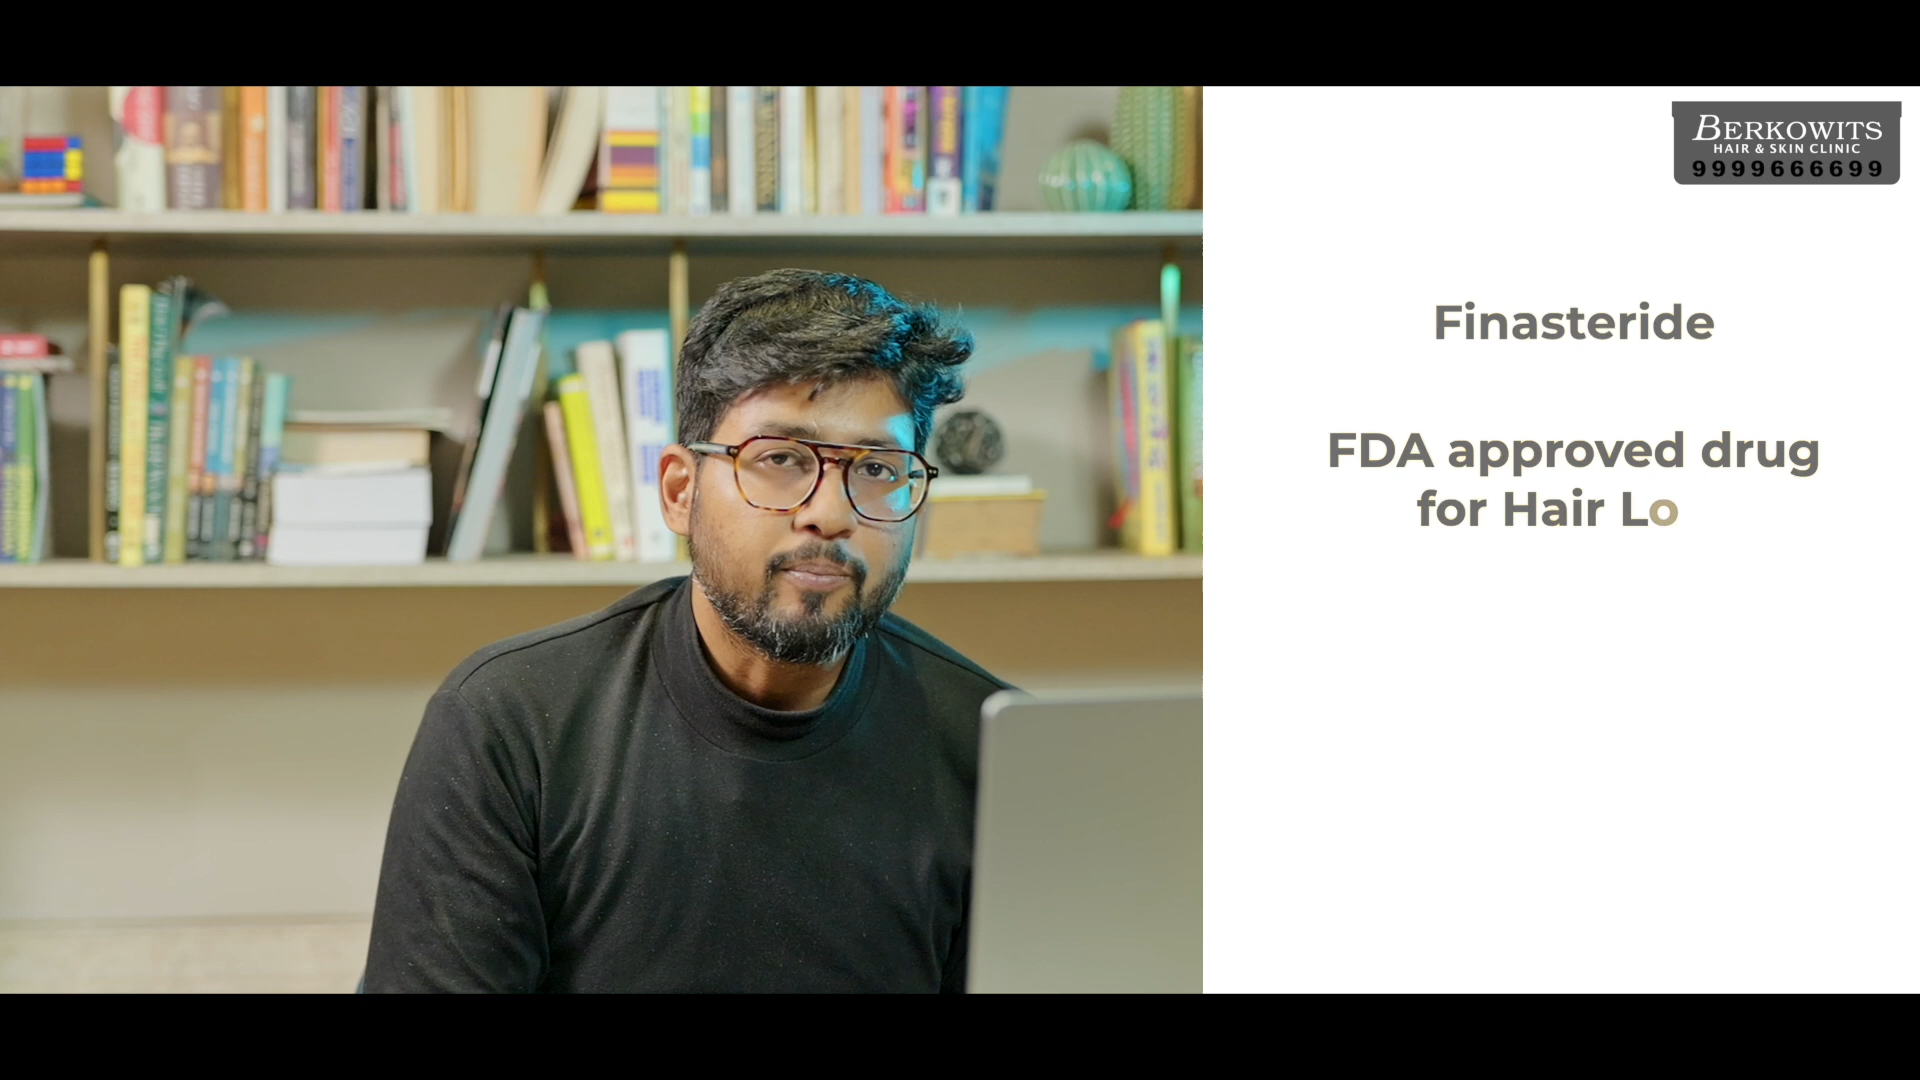 BERKOWITS
HAIR & SKIN CLINIC
9999666699
Finasteride
FDA approved drug
for Hair Lo